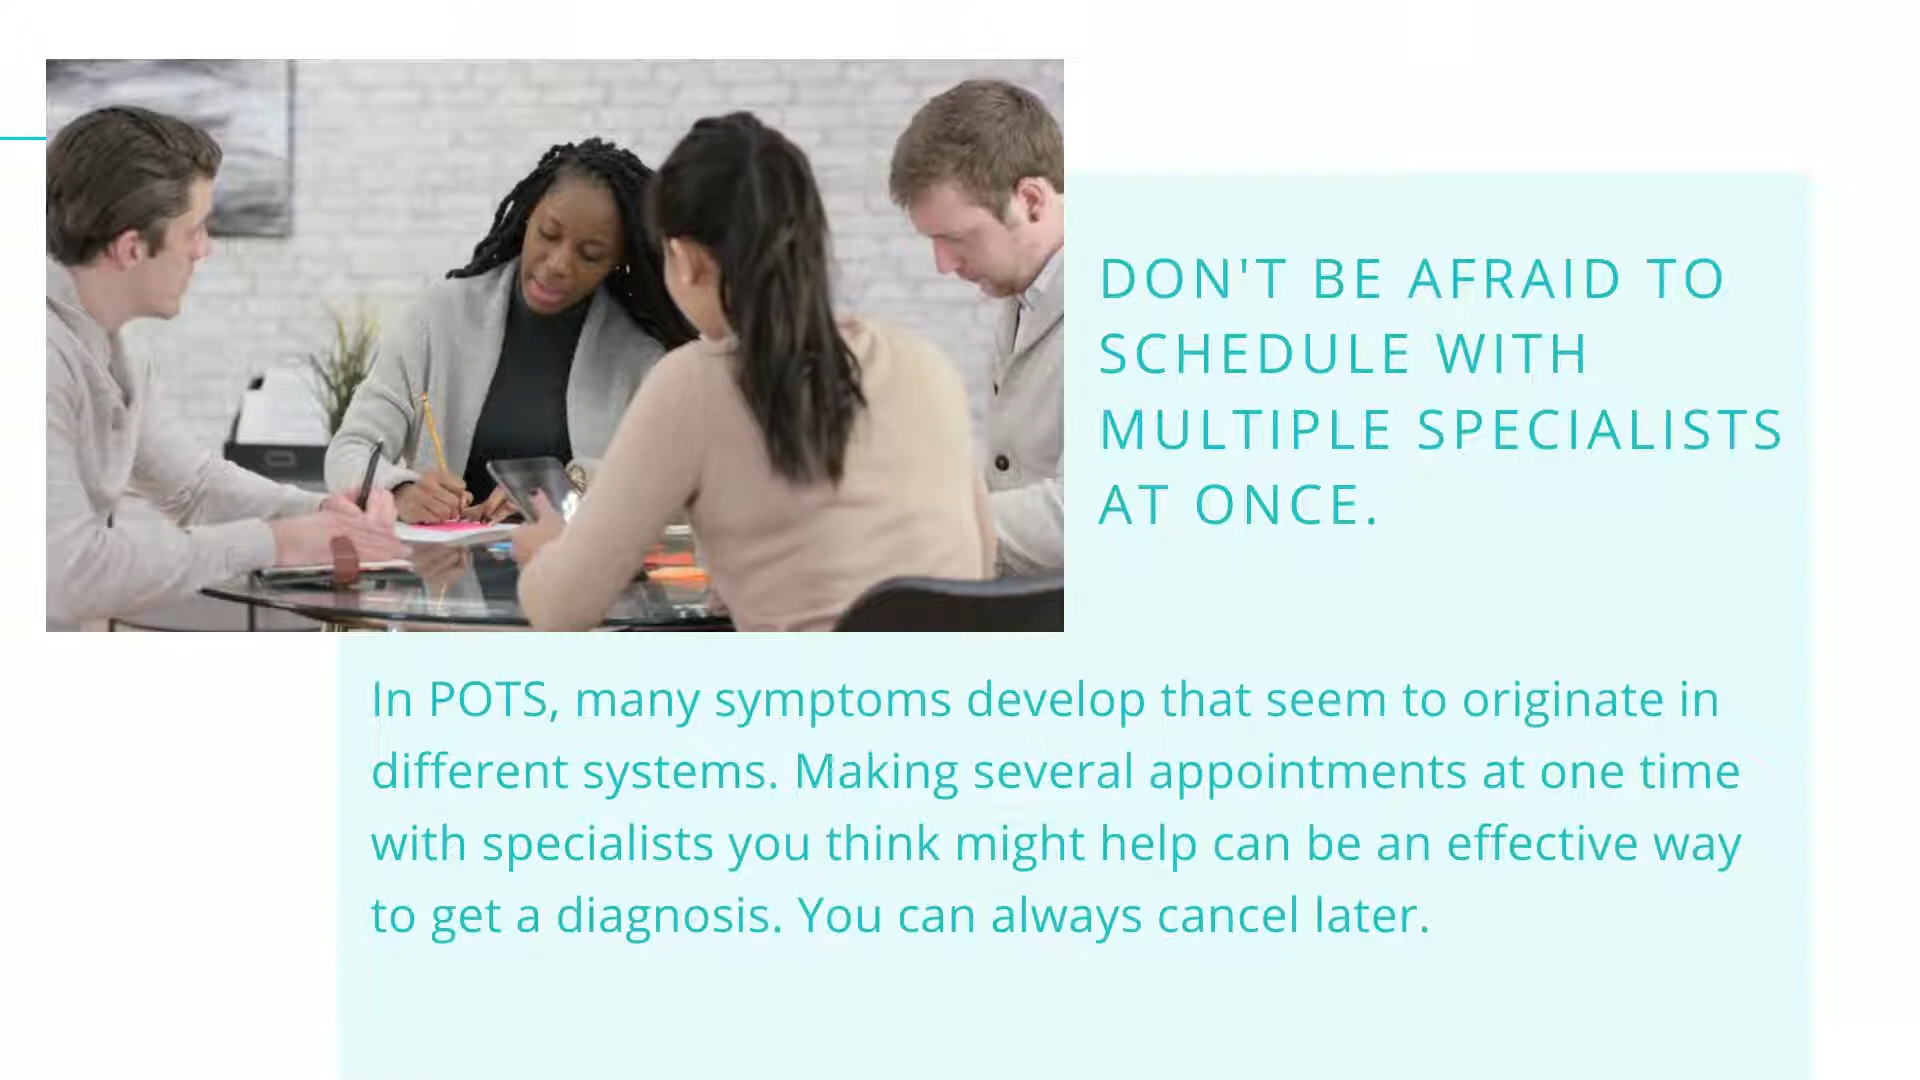 DON'T BE AFRAID TO
SCHEDULE WITH
MULTIPLE SPECIALISTS
AT ONCE.
In POTS, many symptoms develop that seem to originate in
different systems. Making several appointments at one time
with specialists you think might help can be an effective way
to get a diagnosis. You can always cancel later.